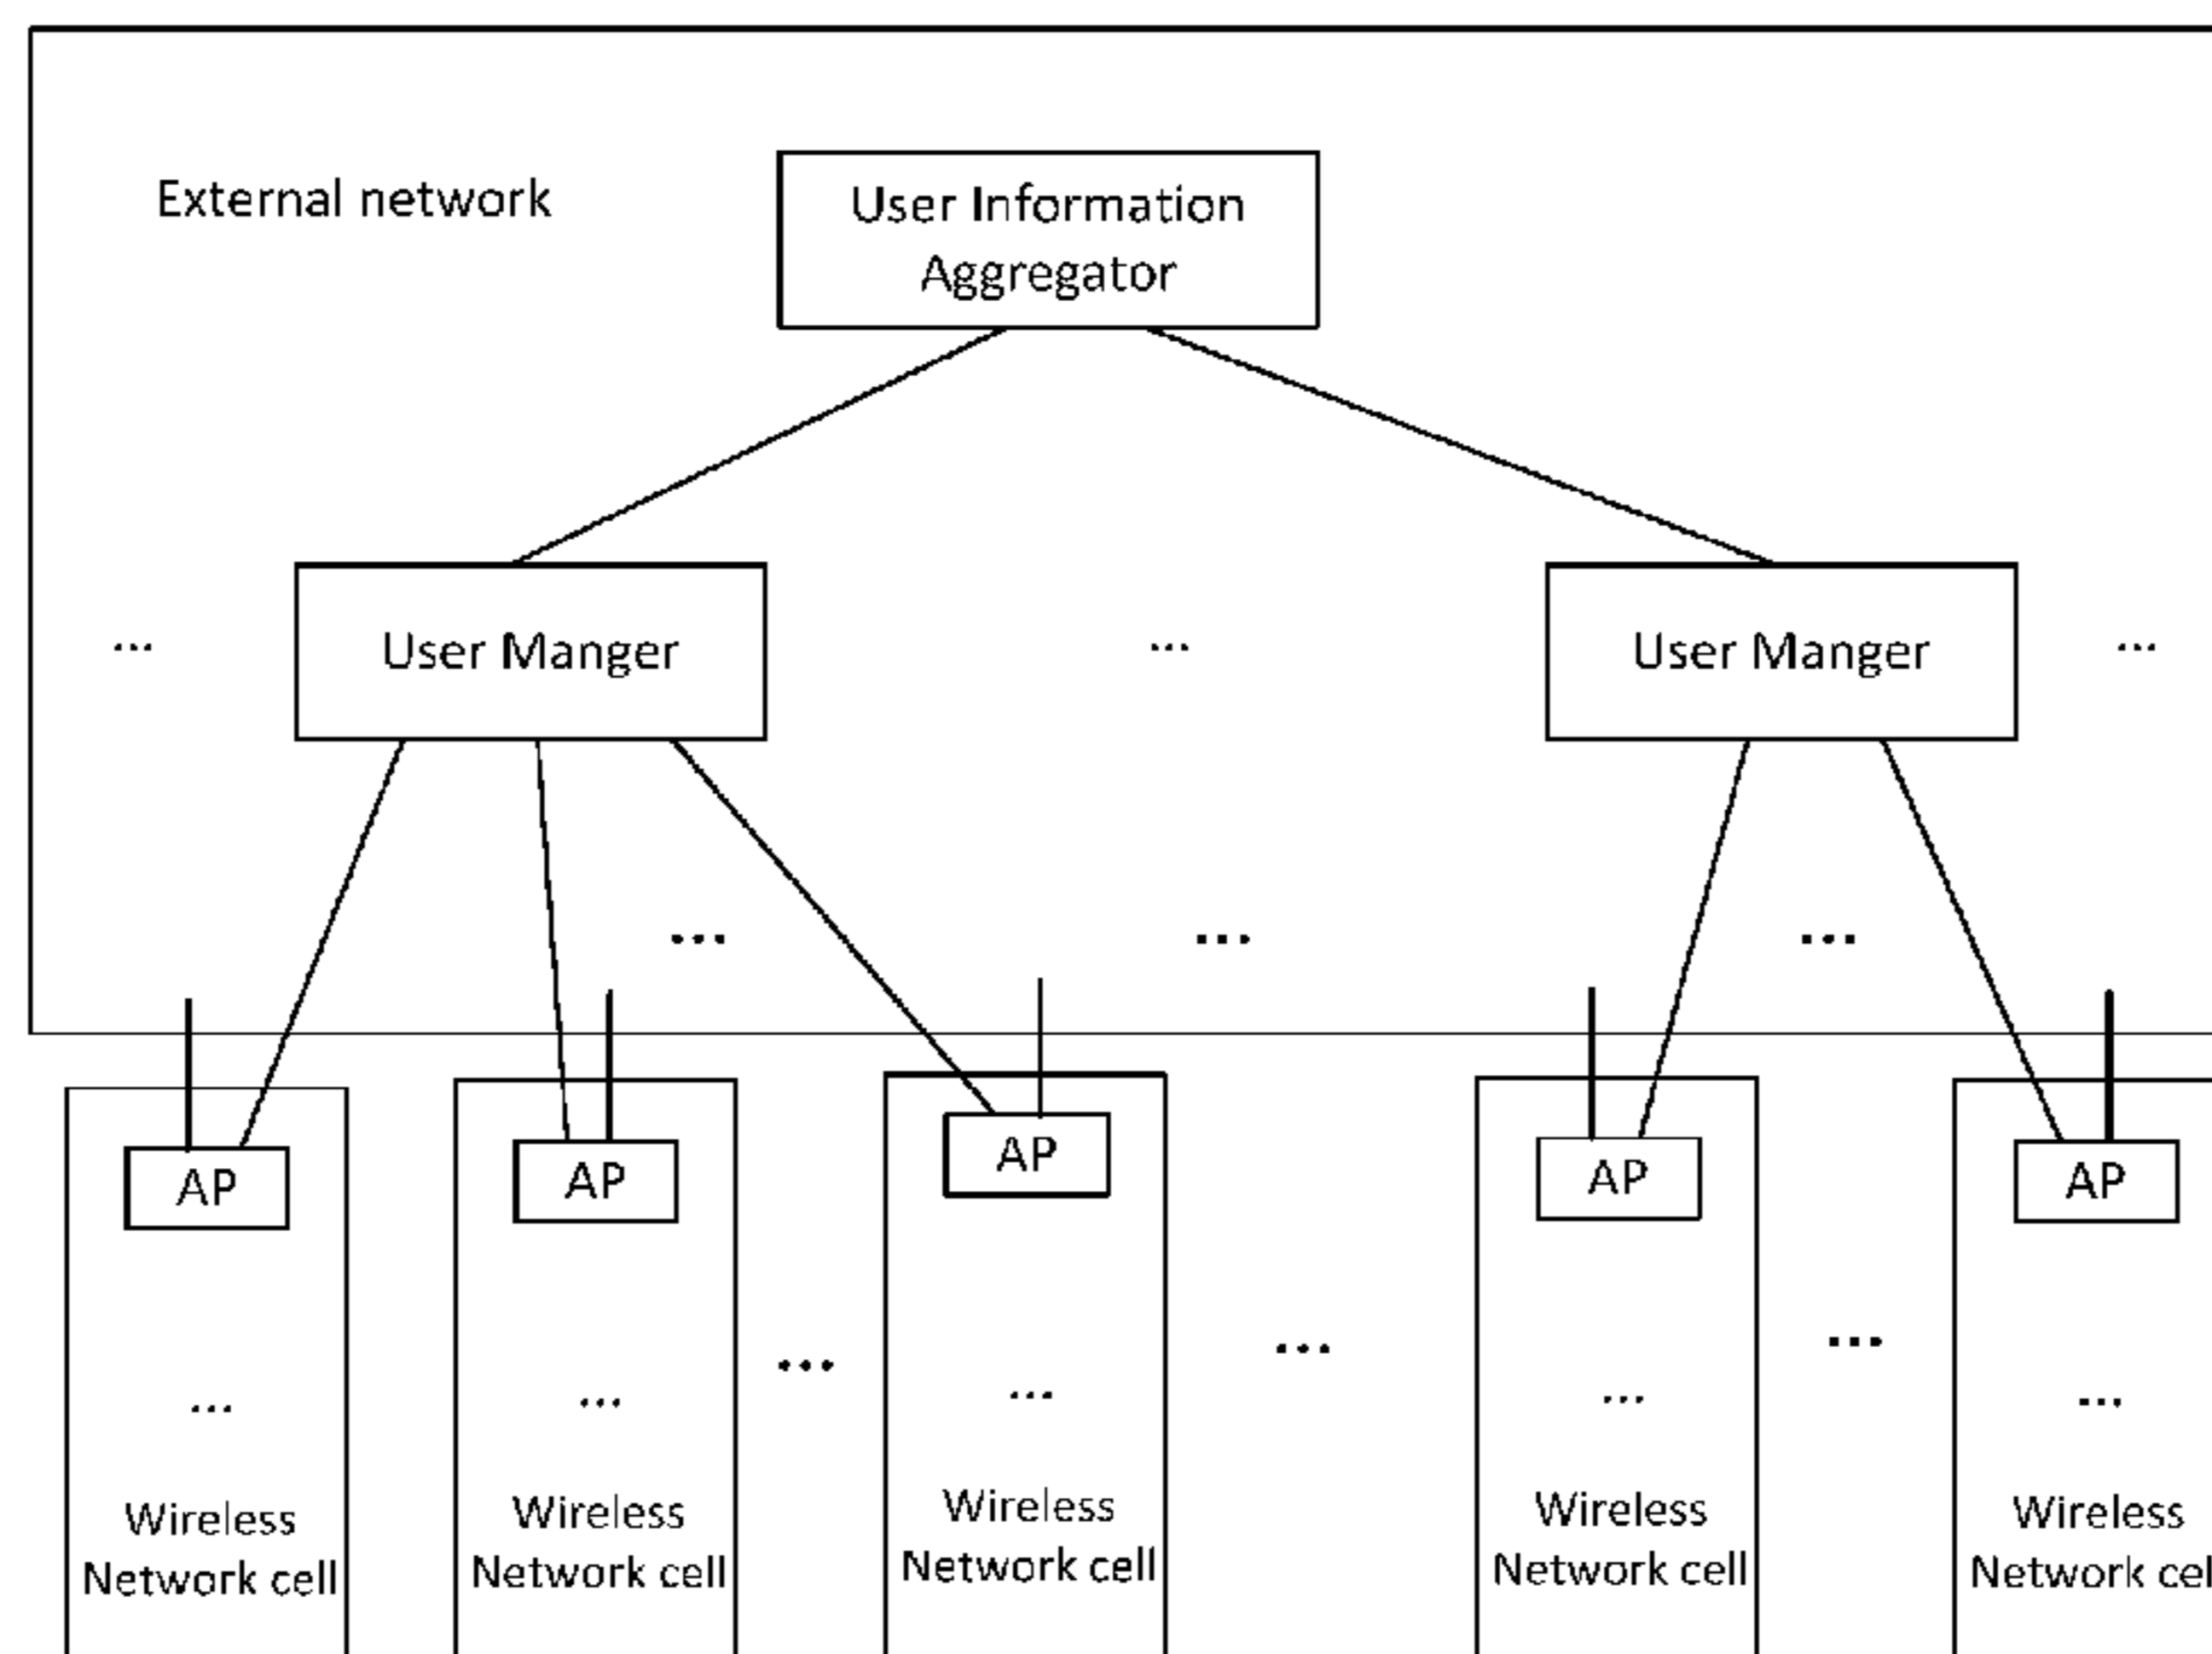 External network
User Information
Aggregator
...
User Manger
...
User Manger
...
...
...
...
AP
AP
AP
AP
AP
...
...
...
...
...
...
...
...
Wireless
Network cell
Wireless
Network cell
Wireless
Network cell
Wireless
Network cell
Wireless
Network cel